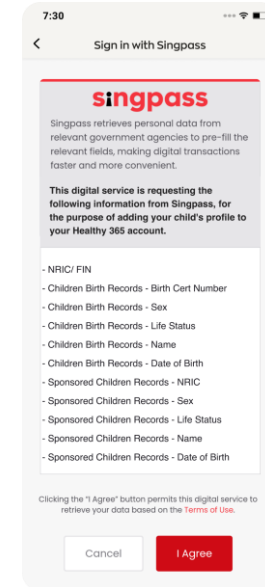 7:30
Sign in with Singpass
singpass
Singpass retrieves personal data from
relevant government agencies to pre-fill the
relevant fields, making digital transactions
faster and more convenient.
This digital service is requesting the
following information from Singpass, for
the purpose of adding your child's profile to
your Healthy 365 account.
- NRIC/ FIN
- Children Birth Records - Birth Cert Number
- Children Birth Records - Sex
- Children Birth Records - Life Status
- Children Birth Records - Name
- Children Birth Records - Date of Birth
- Sponsored Children Records - NRIC
- Sponsored Children Records - Sex
- Sponsored Children Records - Life Status
- Sponsored Children Records - Name
- Sponsored Children Records - Date of Birth
Clicking the "I Agree" button permits this digital service to
retrieve your data based on the Terms of Use.
Cancel
I Agree